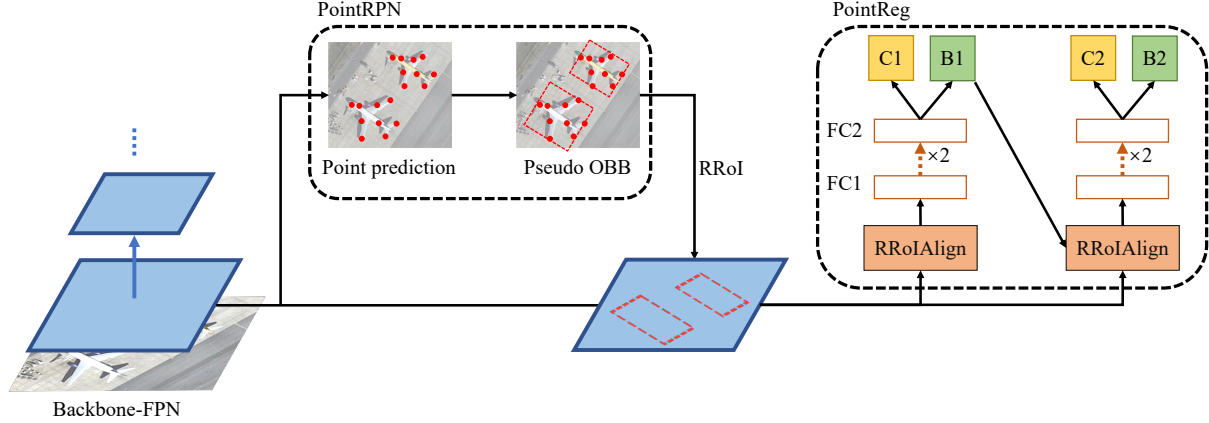 PointRPN
PointReg
C1
B1
C2
B2
FC2
×2
×2
Point prediction
Pseudo OBB
RRoI
FC1
RRoIAlign
RRoIAlign
Backbone-FPN